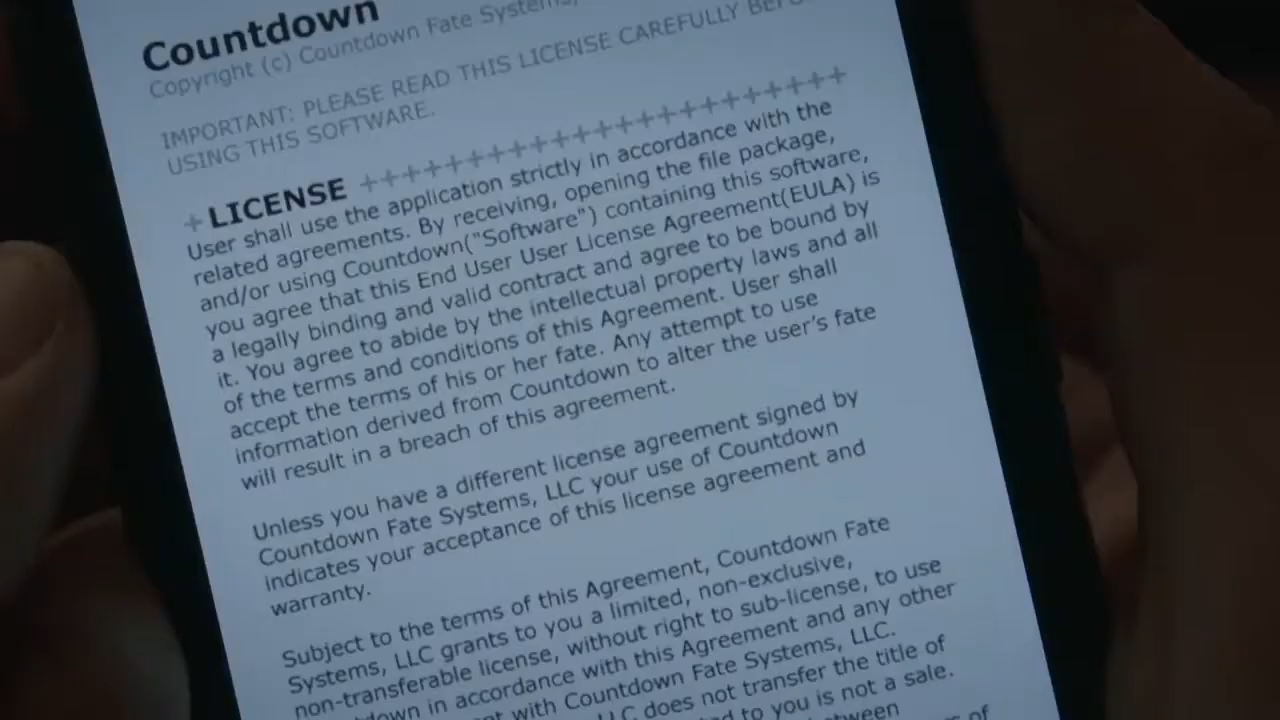 Countdown
Copyright (c) Countdown Fate Systems,
IMPORTANT: PLEASE READ THIS LICENSE CAREFULLY
USING THIS SOFTWARE.
+LICENSE ++++++++++++++++++++++
User shall use the application strictly in accordance with the
related agreements. By receiving, opening the file package,
and/or using Countdown("Software") containing this software,
you agree that this End User User License Agreement(EULA) is
a legally binding and valid contract and agree to be bound by
it. You agree to abide by the intellectual property laws and all
of the terms and conditions of this Agreement. User shall
accept the terms of his or her fate. Any attempt to use
information derived from Countdown to alter the user's fate
will result in a breach of this agreement.
Unless you have a different license agreement signed by
Countdown Fate Systems, LLC your use of Countdown
indicates your acceptance of this license agreement and
warranty.
Subject to the terms of this Agreement, Countdown Fate
Systems, LLC grants to you a limited, non-exclusive,
non-transferable license, without right to sub-license, to use
in accordance with this Agreement and any other
with Countdown Fate Systems, LLC.
LLC does not transfer the title of
to you is not a sale.
between
of